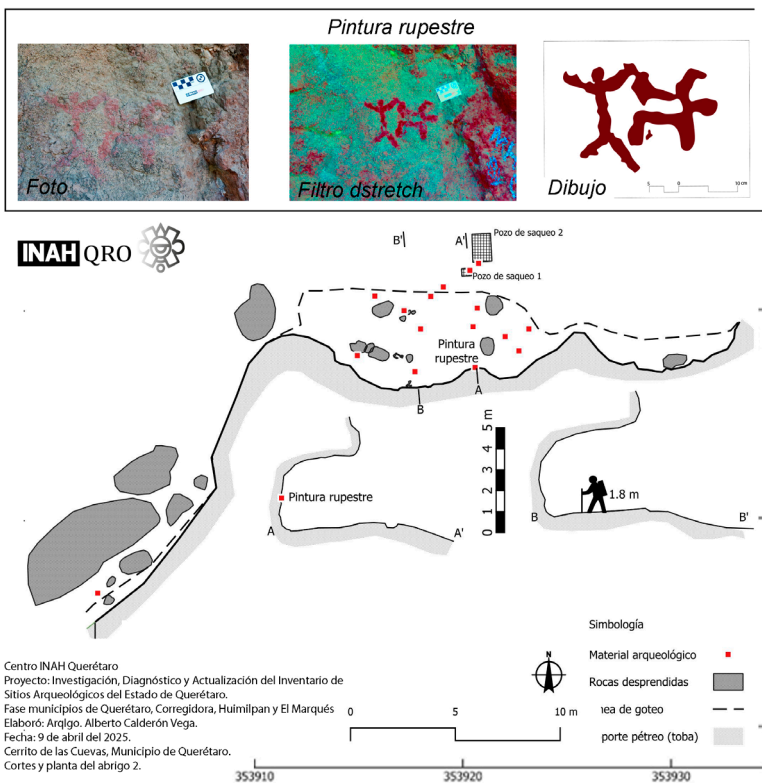 Pintura rupestre
Foto
Filtro dstretch
Dibujo
5 0 10 cm
INAH QRO
B'
A'
Pozo de saqueo 2
Pozo de saqueo 1
Pintura
rupestre
B
A
0 1 2 3 4 5 m
Pintura rupestre
A
A'
1.8 m
B
B'
Simbología
N
Material arqueológico
Rocas desprendidas
nea de goteo
porte pétreo (toba)
Centro INAH Querétaro
Proyecto: Investigación, Diagnóstico y Actualización del Inventario de
Sitios Arqueológicos del Estado de Querétaro.
Fase municipios de Querétaro, Corregidora, Huimilpan y El Marqués
Elaboró: Arqlgo. Alberto Calderón Vega.
Fecha: 9 de abril del 2025.
Cerrito de las Cuevas, Municipio de Querétaro.
Cortes y planta del abrigo 2.
0 5 10 m
353910 353920 353930